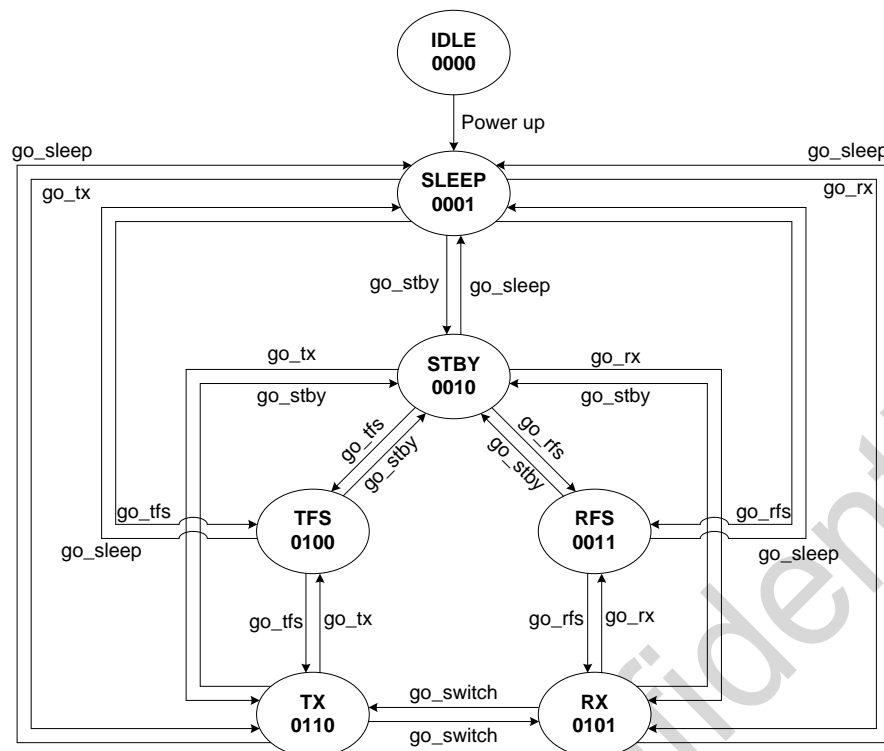 IDLE
0000
Power up
go_sleep
go_sleep
SLEEP
0001
go_tx
go_rx
go_stby
go_sleep
go_tx
go_rx
STBY
0010
go_stby
go_stby
go_tfs
go_stby
go_rfs
go_stby
go_tfs
TFS
0100
RFS
0011
go_rfs
go_sleep
go_sleep
go_tfs
go_tx
go_rfs
go_rx
go_switch
TX
0110
RX
0101
go_switch